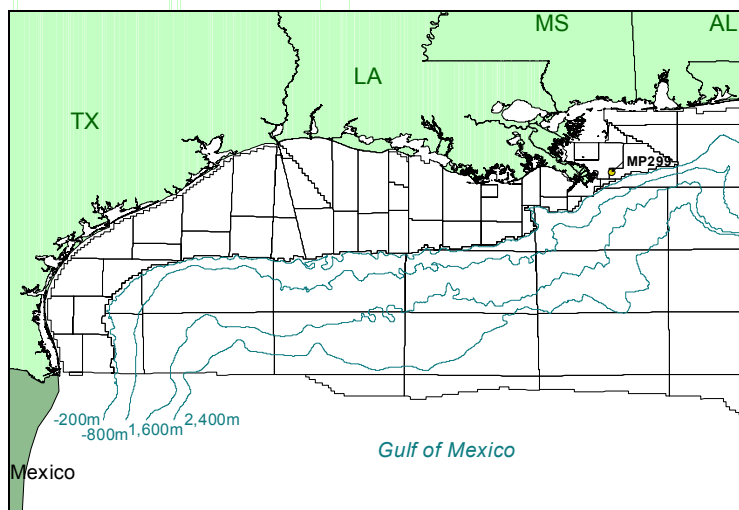 MS
AL
LA
TX
MP299
-200m
-800m
1,600m
2,400m
Gulf of Mexico
Mexico